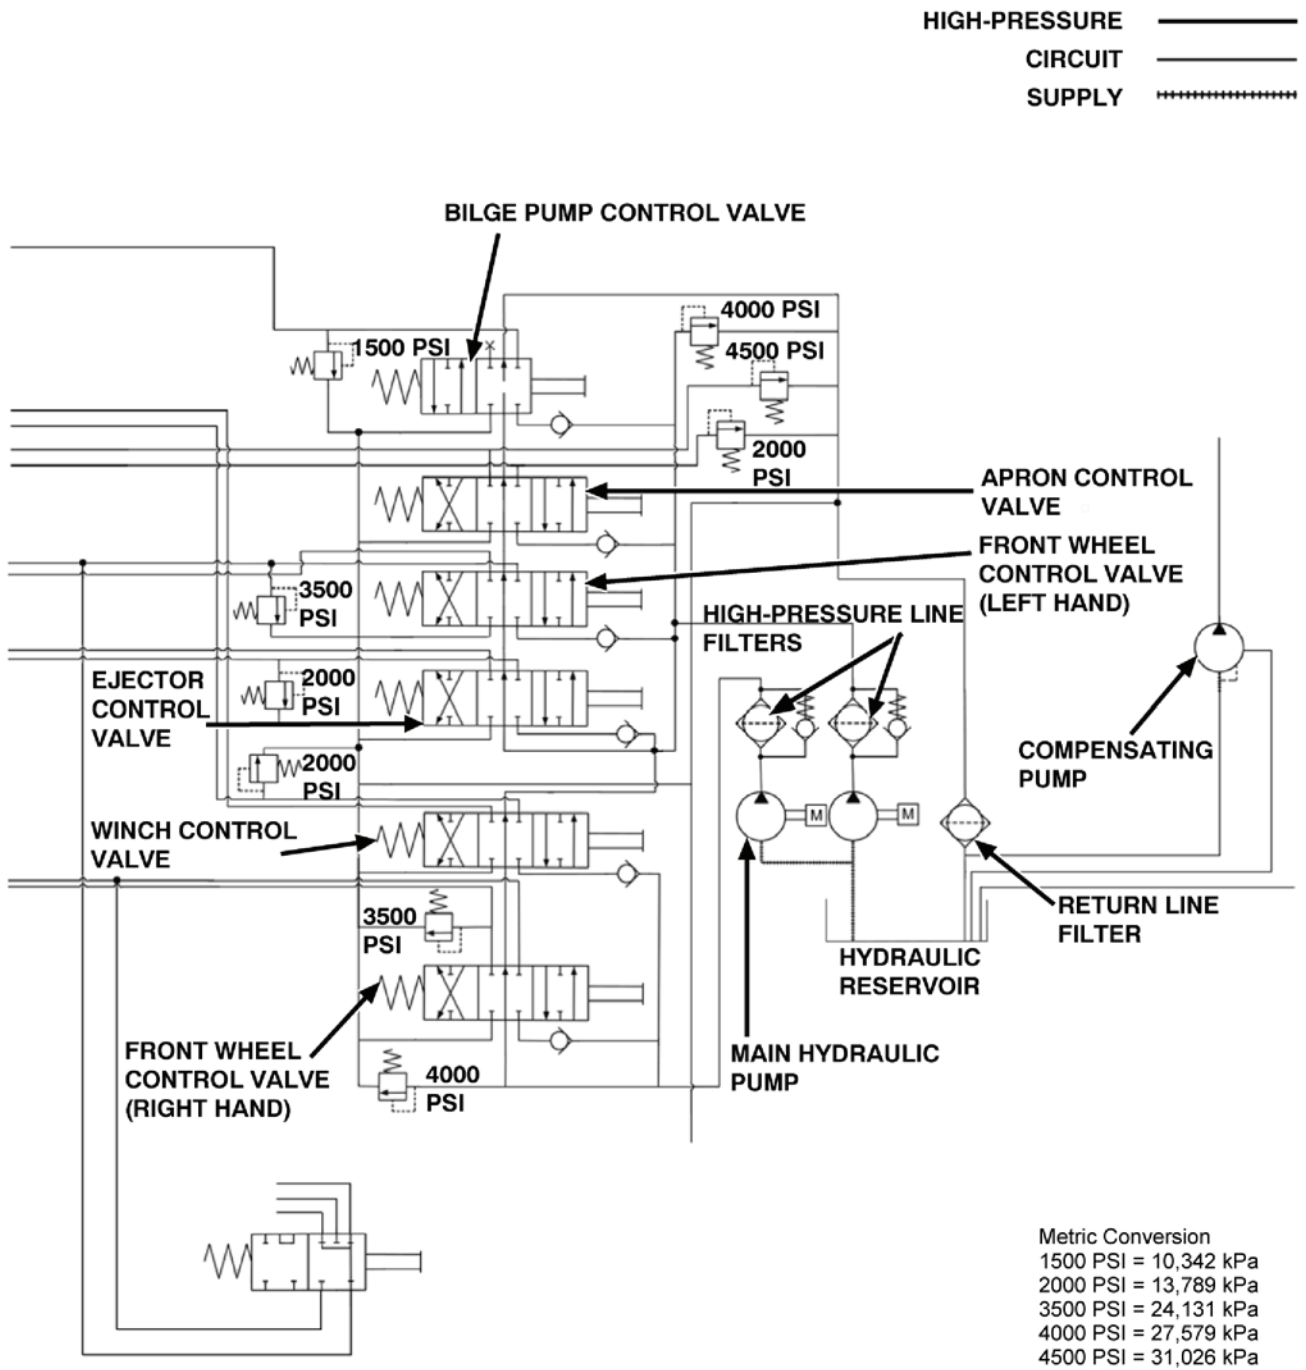 HIGH-PRESSURE
CIRCUIT
SUPPLY
BILGE PUMP CONTROL VALVE
4000 PSI
1500 PSI
4500 PSI
2000
PSI
APRON CONTROL
VALVE
FRONT WHEEL
CONTROL VALVE
(LEFT HAND)
3500
PSI
HIGH-PRESSURE LINE
FILTERS
EJECTOR
CONTROL
VALVE
2000
PSI
2000
PSI
COMPENSATING
PUMP
M
M
WINCH CONTROL
VALVE
3500
PSI
RETURN LINE
FILTER
HYDRAULIC
RESERVOIR
FRONT WHEEL
CONTROL VALVE
(RIGHT HAND)
4000
PSI
MAIN HYDRAULIC
PUMP
Metric Conversion
1500 PSI = 10,342 kPa
2000 PSI = 13,789 kPa
3500 PSI = 24,131 kPa
4000 PSI = 27,579 kPa
4500 PSI = 31,026 kPa